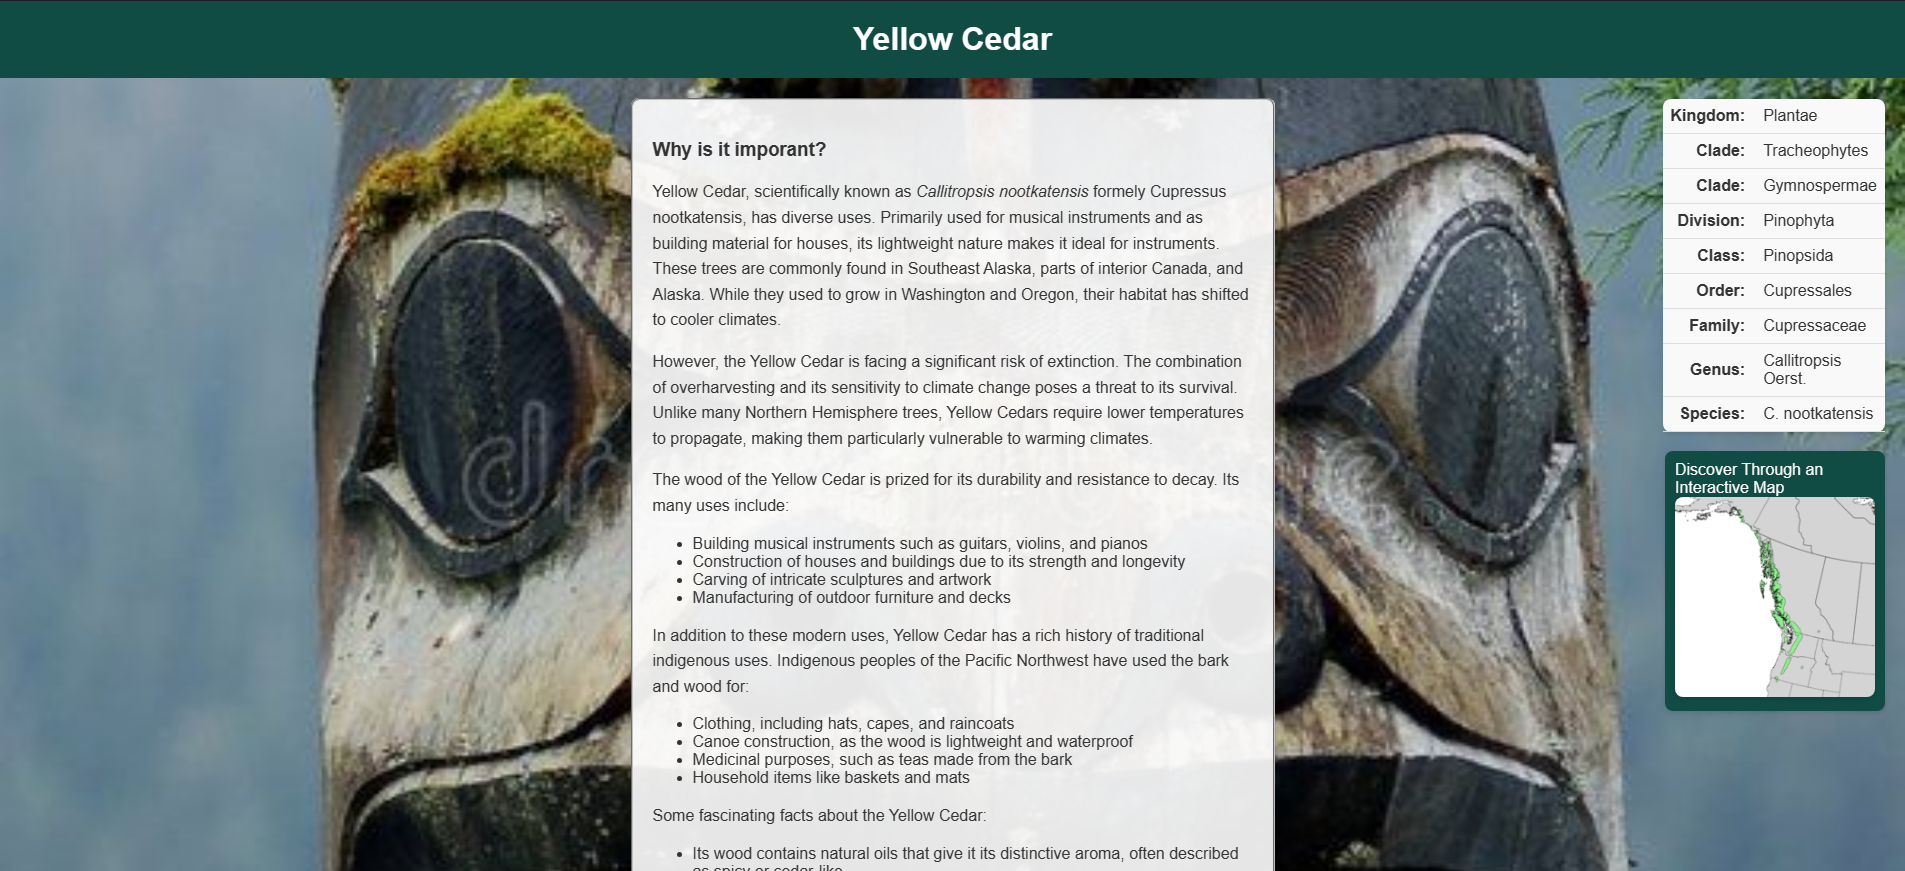 Yellow Cedar
Why is it imporant?
Yellow Cedar, scientifically known as Callitropsis nootkatensis formely Cupressus
nootkatensis, has diverse uses. Primarily used for musical instruments and as
building material for houses, its lightweight nature makes it ideal for instruments.
These trees are commonly found in Southeast Alaska, parts of interior Canada, and
Alaska. While they used to grow in Washington and Oregon, their habitat has shifted
to cooler climates.
However, the Yellow Cedar is facing a significant risk of extinction. The combination
of overharvesting and its sensitivity to climate change poses a threat to its survival.
Unlike many Northern Hemisphere trees, Yellow Cedars require lower temperatures
to propagate, making them particularly vulnerable to warming climates.
The wood of the Yellow Cedar is prized for its durability and resistance to decay. Its
many uses include:
• Building musical instruments such as guitars, violins, and pianos
• Construction of houses and buildings due to its strength and longevity
• Carving of intricate sculptures and artwork
• Manufacturing of outdoor furniture and decks
In addition to these modern uses, Yellow Cedar has a rich history of traditional
indigenous uses. Indigenous peoples of the Pacific Northwest have used the bark
and wood for:
• Clothing, including hats, capes, and raincoats
• Canoe construction, as the wood is lightweight and waterproof
• Medicinal purposes, such as teas made from the bark
• Household items like baskets and mats
Some fascinating facts about the Yellow Cedar:
• Its wood contains natural oils that give it its distinctive aroma, often described
as spicy or cedar-like
Kingdom: Plantae
Clade: Tracheophytes
Clade: Gymnospermae
Division: Pinophyta
Class: Pinopsida
Order: Cupressales
Family: Cupressaceae
Genus: Callitropsis
Oerst.
Species: C. nootkatensis
Discover Through an
Interactive Map